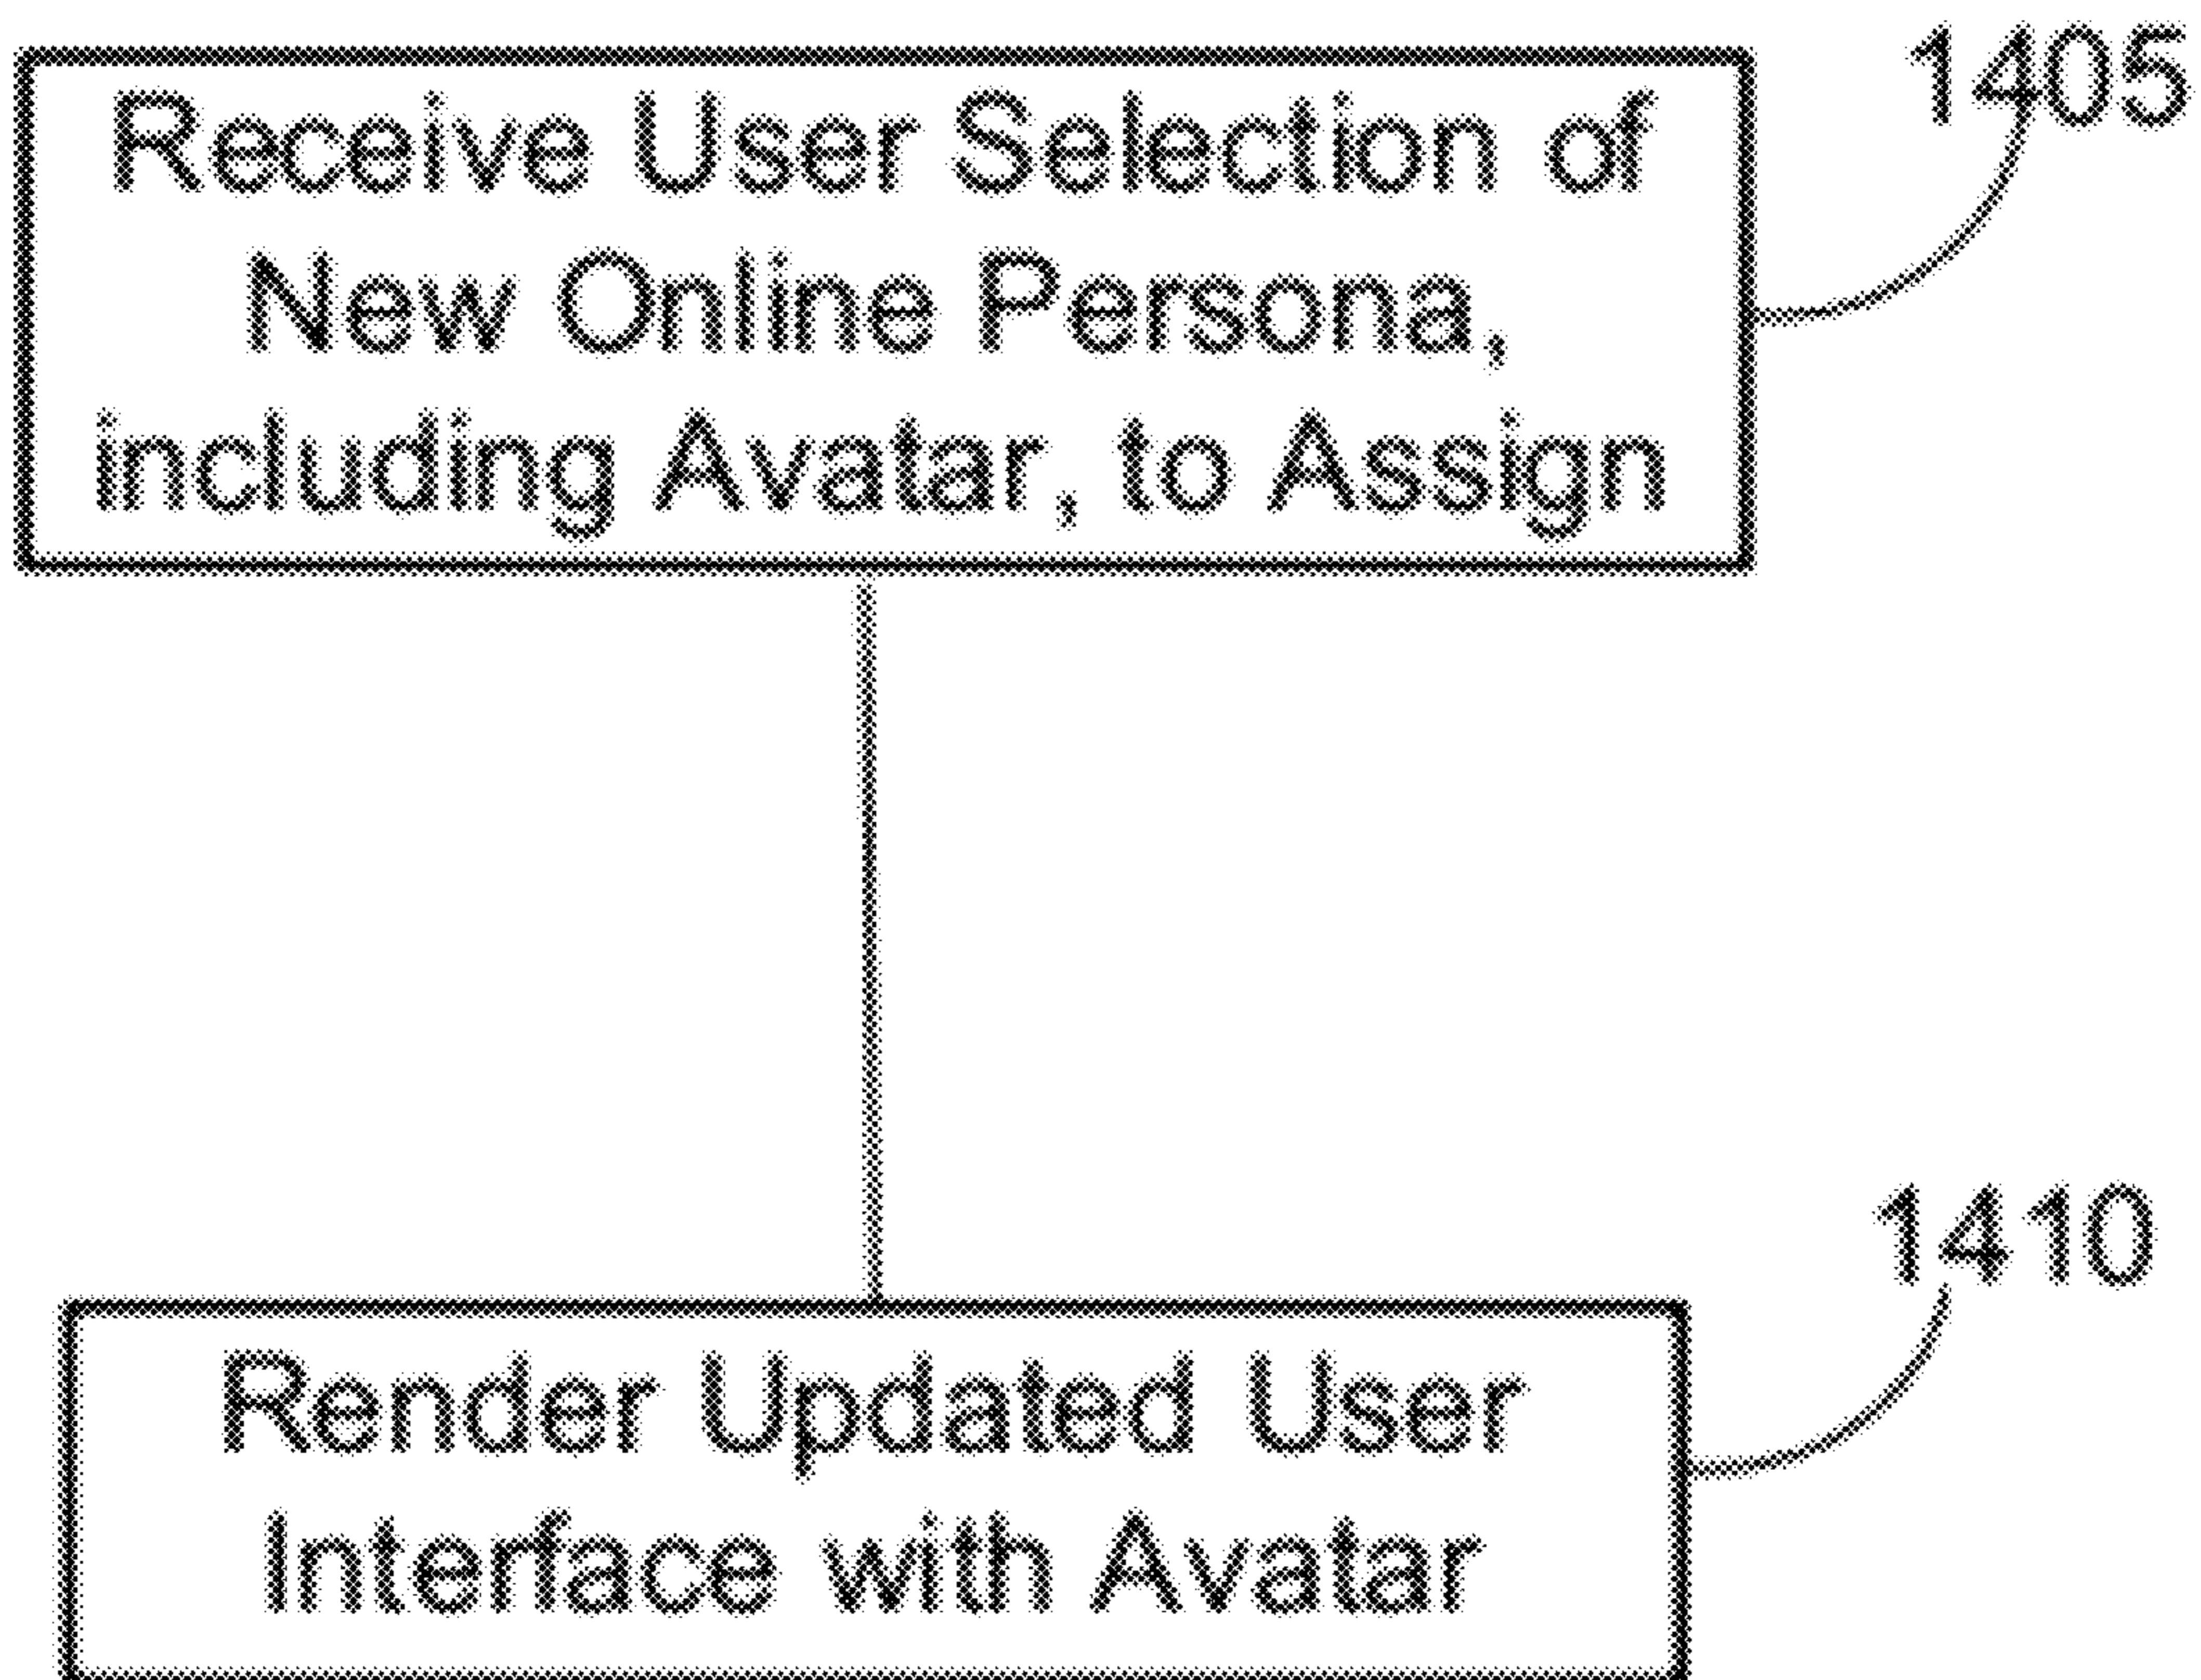 1405
Receive User Selection of
New Online Persona,
including Avatar, to Assign
1410
Render Updated User
Interface with Avatar